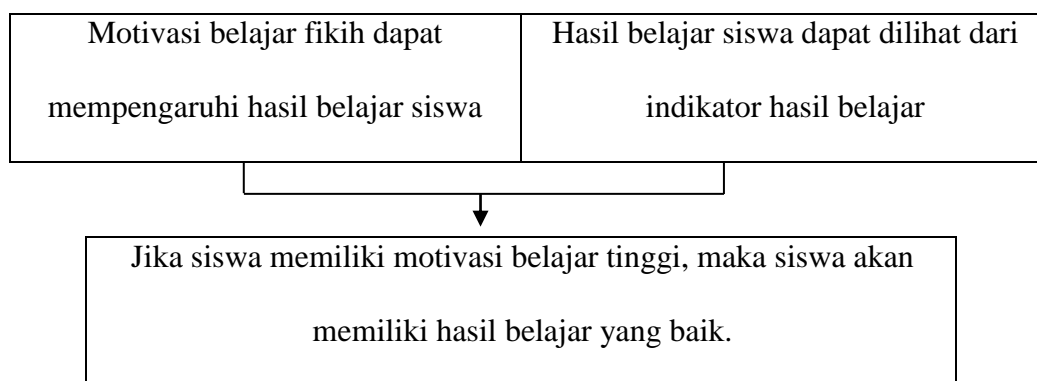 Motivasi belajar fikih dapat
mempengaruhi hasil belajar siswa
Hasil belajar siswa dapat dilihat dari
indikator hasil belajar
Jika siswa memiliki motivasi belajar tinggi, maka siswa akan
memiliki hasil belajar yang baik.